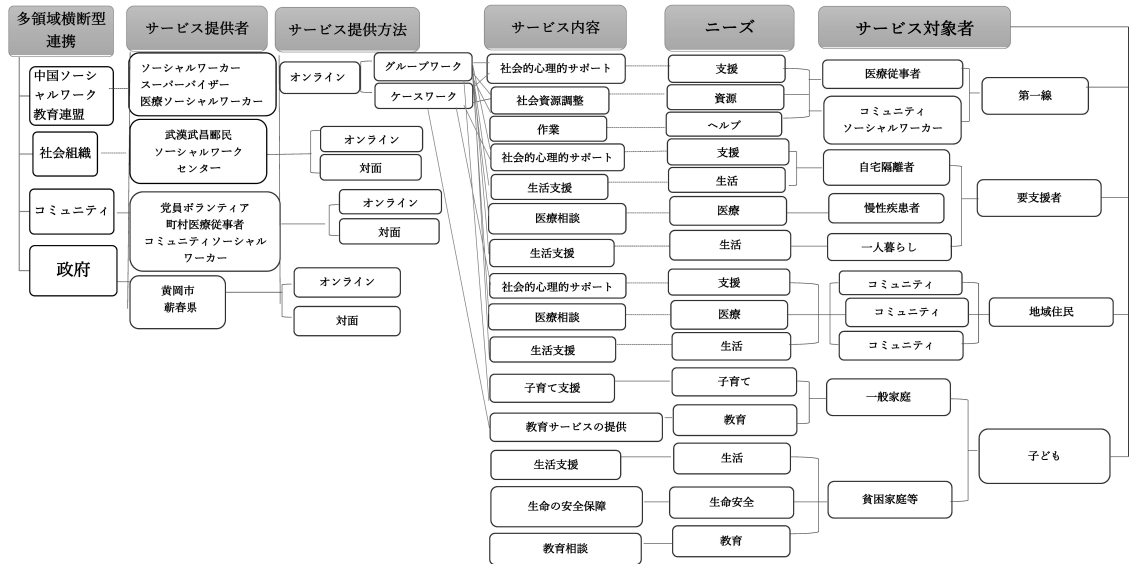 多領域横断型
連携
サービス提供者
サービス提供方法
サービス内容
ニーズ
サービス対象者
中国ソーシ
ャルワーク
教育連盟
社会組織
コミュニティ
政府
ソーシャルワーカー
スーパーバイザー
医療ソーシャルワーカー
武漢武昌郦民
ソーシャルワーク
センター
党員ボランティア
町村医療従事者
コミュニティソーシャル
ワーカー
黄岡市
蕲春県
オンライン
グループワーク
ケースワーク
オンライン
対面
オンライン
対面
オンライン
対面
社会的心理的サポート
社会資源調整
作業
社会的心理的サポート
生活支援
医療相談
生活支援
社会的心理的サポート
医療相談
生活支援
子育て支援
教育サービスの提供
生活支援
生命の安全保障
教育相談
支援
資源
ヘルプ
支援
生活
医療
生活
支援
医療
生活
子育て
教育
生活
生命安全
教育
医療従事者
コミュニティ
ソーシャルワーカー
自宅隔離者
慢性疾患者
一人暮らし
コミュニティ
コミュニティ
コミュニティ
一般家庭
貧困家庭等
第一線
要支援者
地域住民
子ども